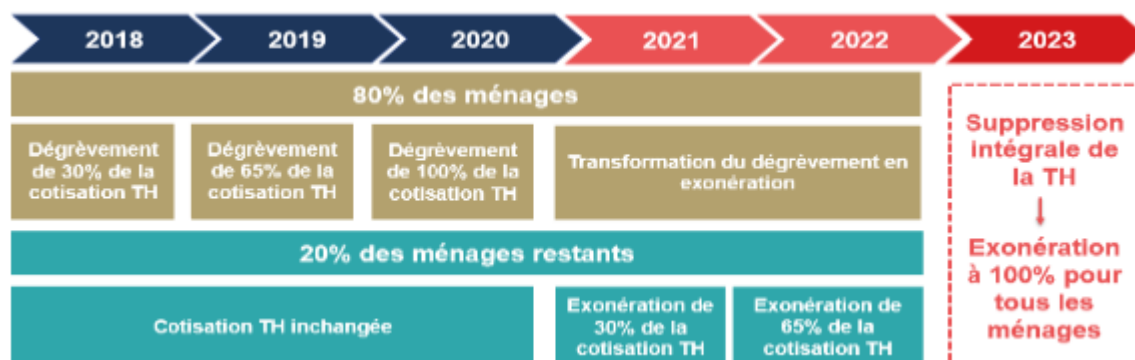 2018
2019
2020
2021
2022
2023
80% des ménages
Dégrèvement
de 30% de la
cotisation TH
Dégrèvement
de 65% de la
cotisation TH
Dégrèvement
de 100% de la
cotisation TH
Transformation du dégrèvement en
exonération
20% des ménages restants
Cotisation TH inchangée
Exonération de
30% de la
cotisation TH
Exonération de
65% de la
cotisation TH
Suppression
intégrale de
la TH
Exonération
à 100% pour
tous les
ménages